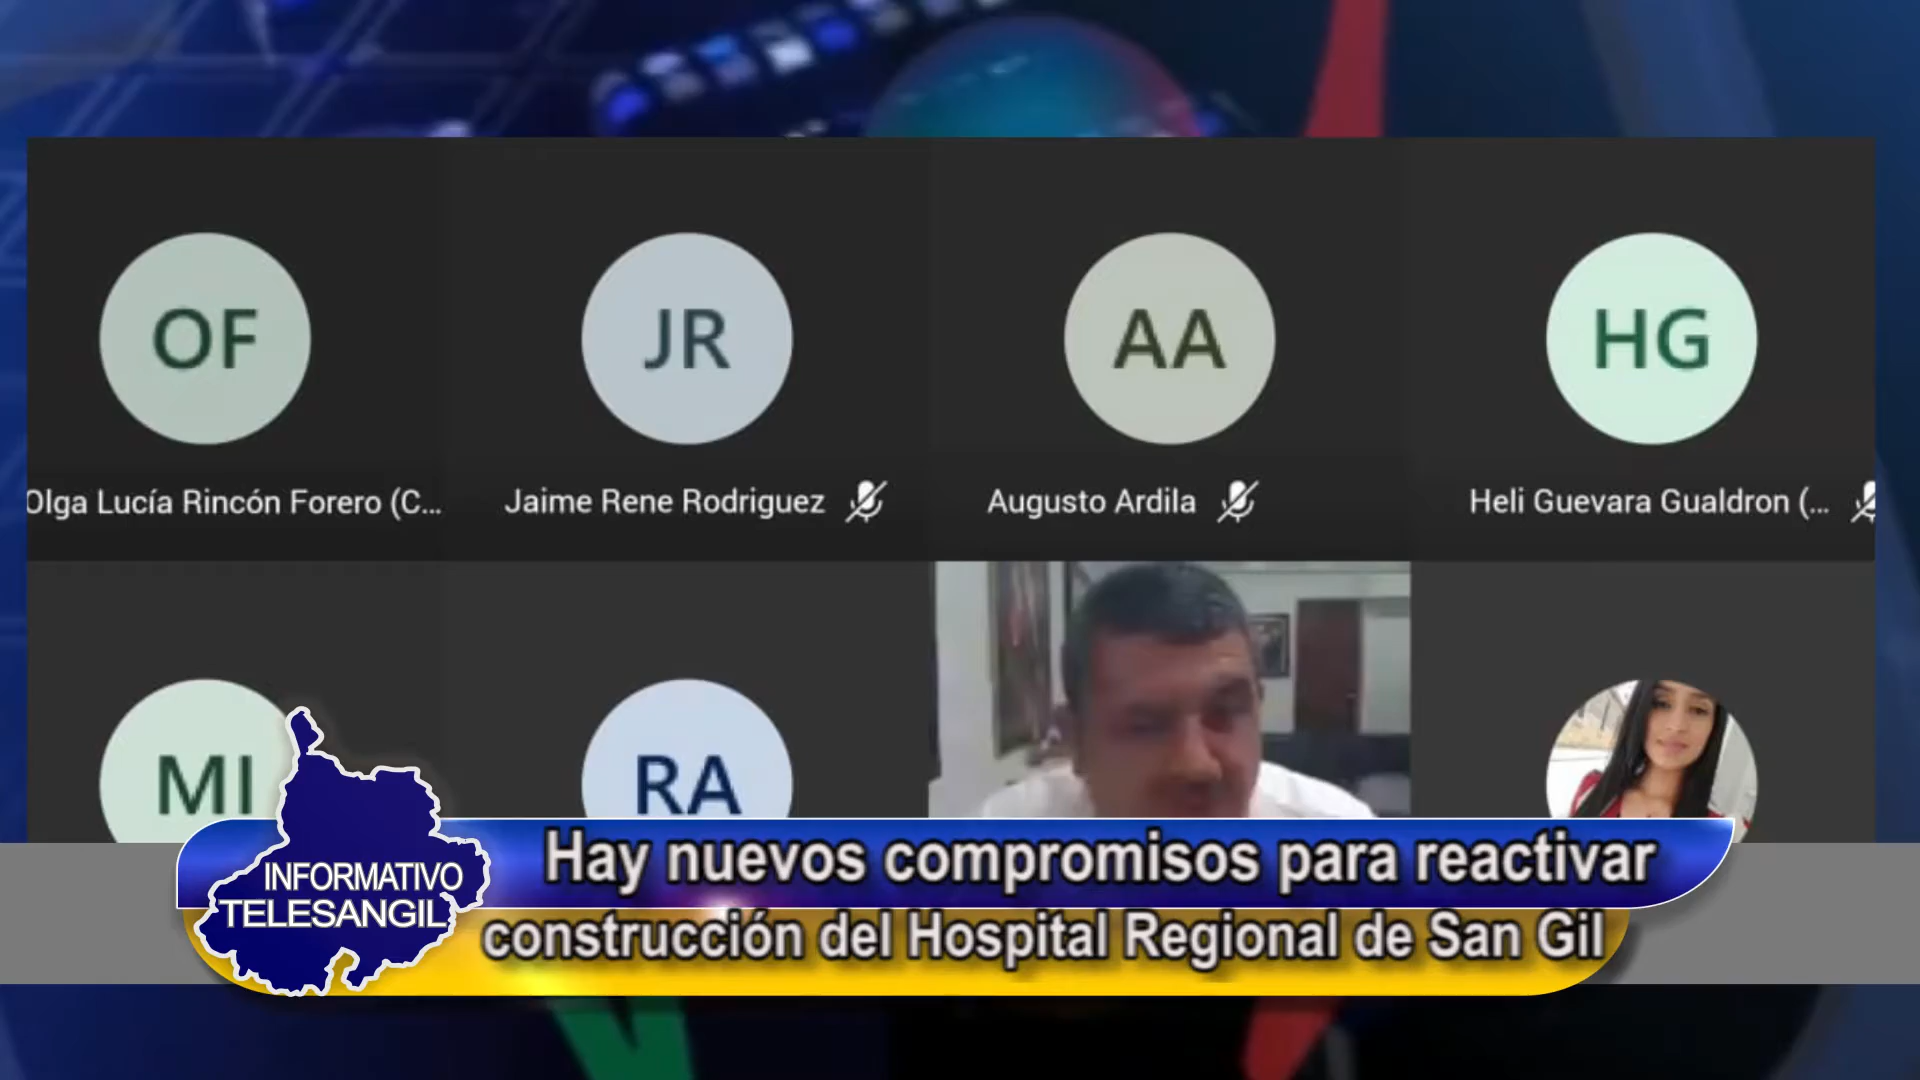 OF
JR
AA
HG
Olga Lucía Rincón Forero (C...
Jaime Rene Rodriguez
Augusto Ardila
Heli Guevara Gualdron (...
MI
RA
INFORMATIVO
TELESANGIL
Hay nuevos compromisos para reactivar
construcción del Hospital Regional de San Gil